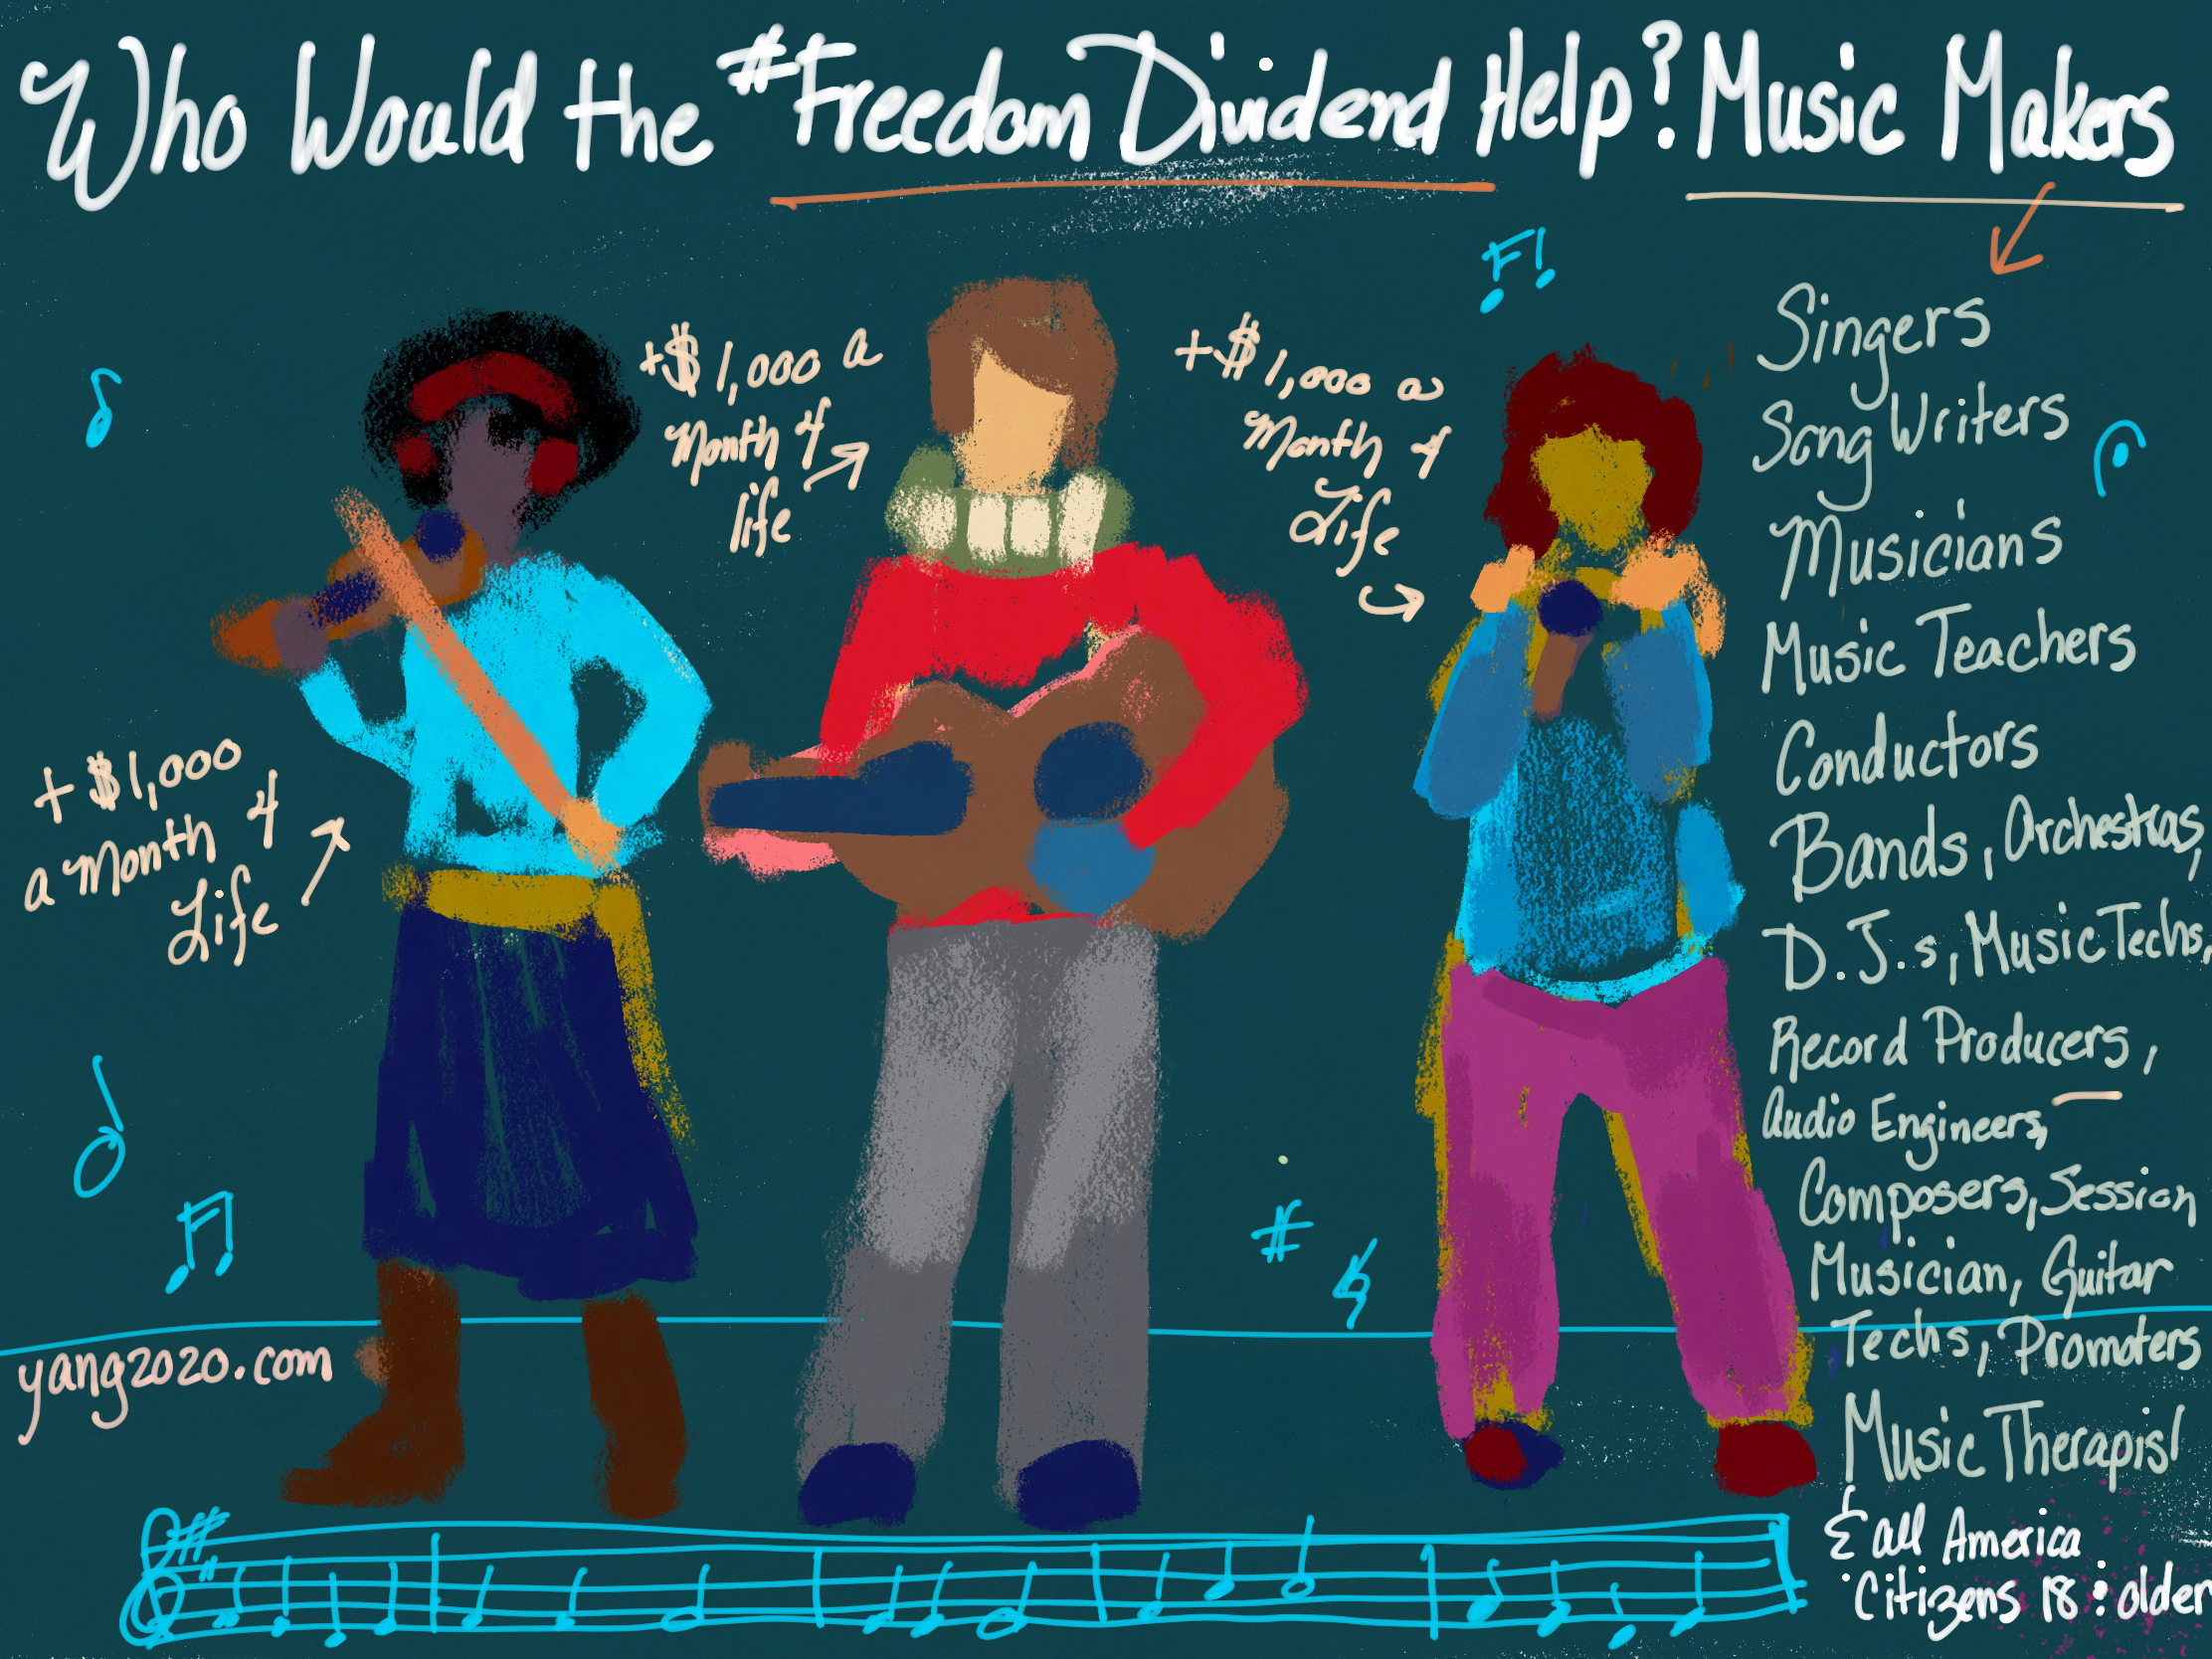 Who Would the #Freedom Dividend Help? Music Makers
+$1,000 a
Month 4
life
+$1,000 a
Month 4
Life
+$1,000
a Month 4
Life
Singers
Song Writers
Musicians
Music Teachers
Conductors
Bands, Orchestras,
D.J.s, Music Techs,
Record Producers,
Audio Engineers,
Composers, Session
Musician, Guitar
Techs, Promoters
Music Therapist
& all America
Citizens 18 & older
yang2020.com